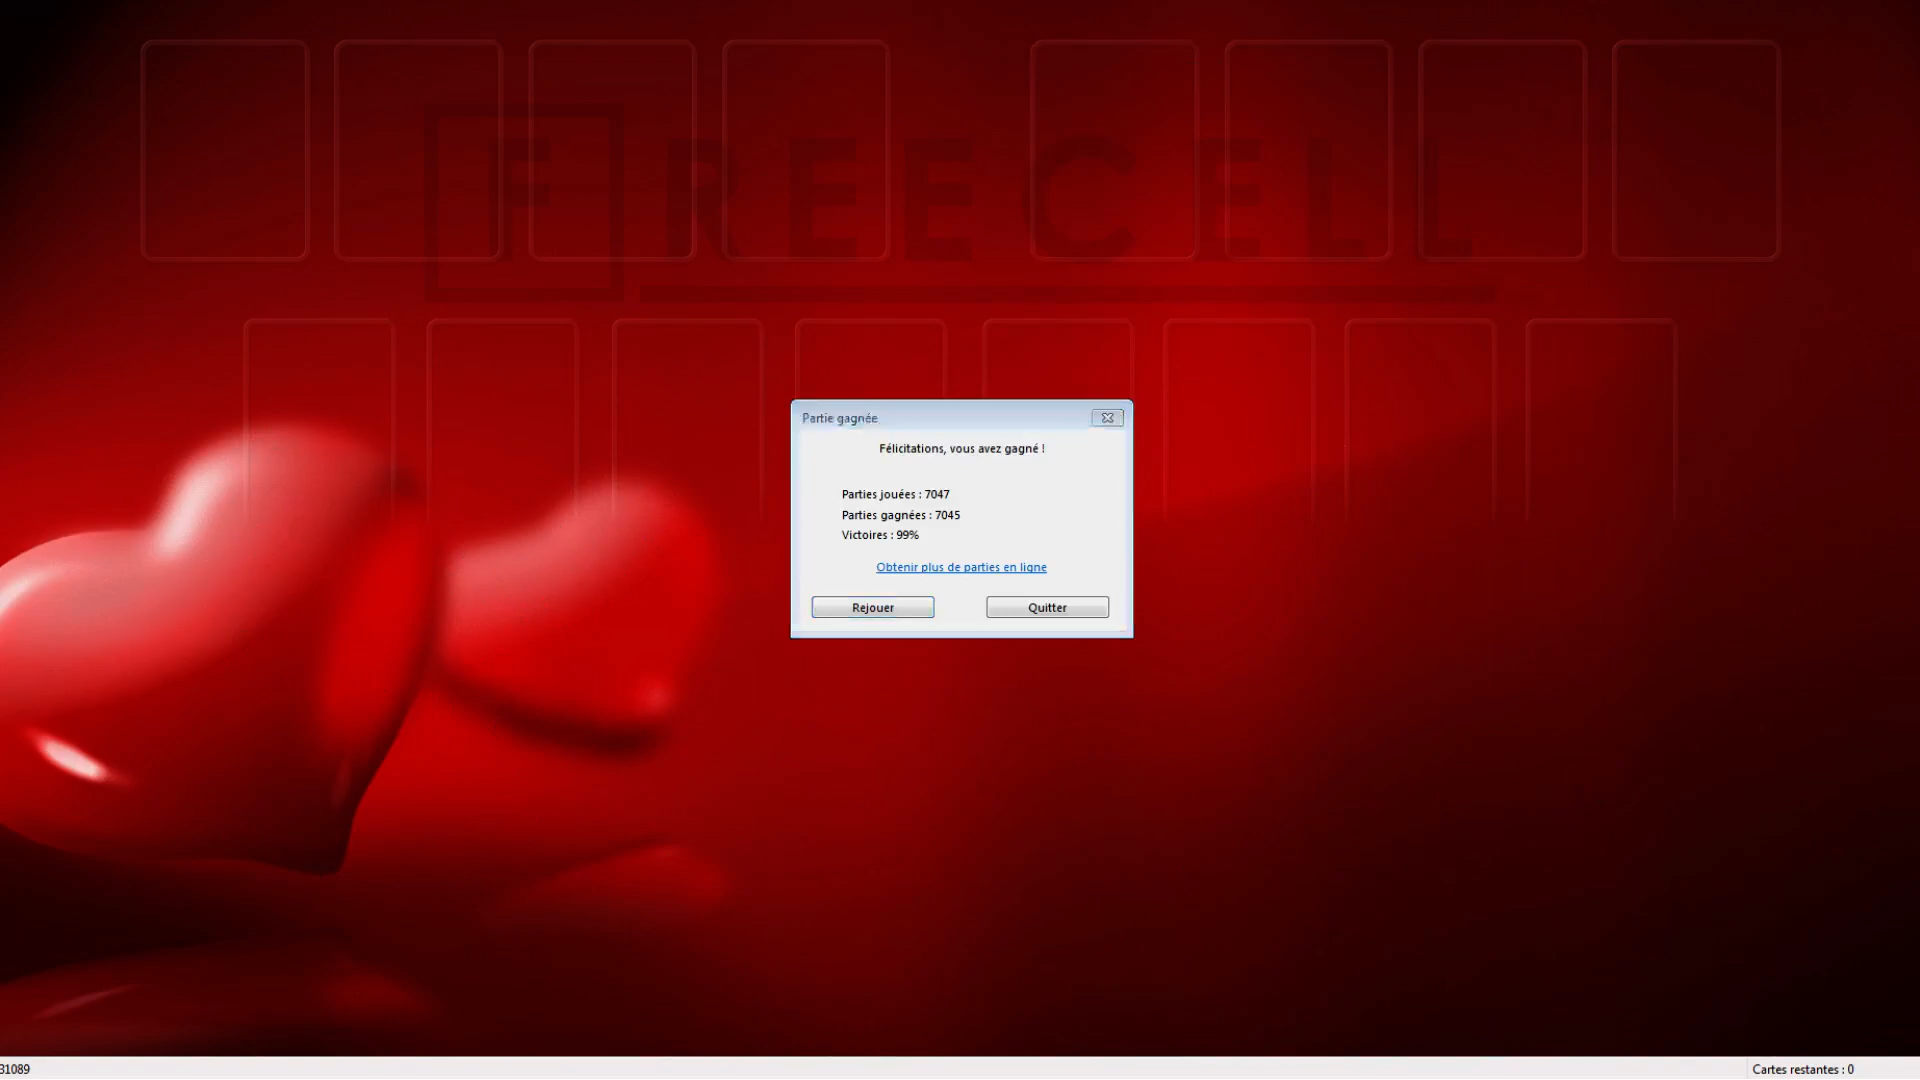 FREECELL
Partie gagnée
Félicitations, vous avez gagné !
Parties jouées : 7047
Parties gagnées : 7045
Victoires : 99%
Obtenir plus de parties en ligne
Rejouer
Quitter
31089
Cartes restantes : 0